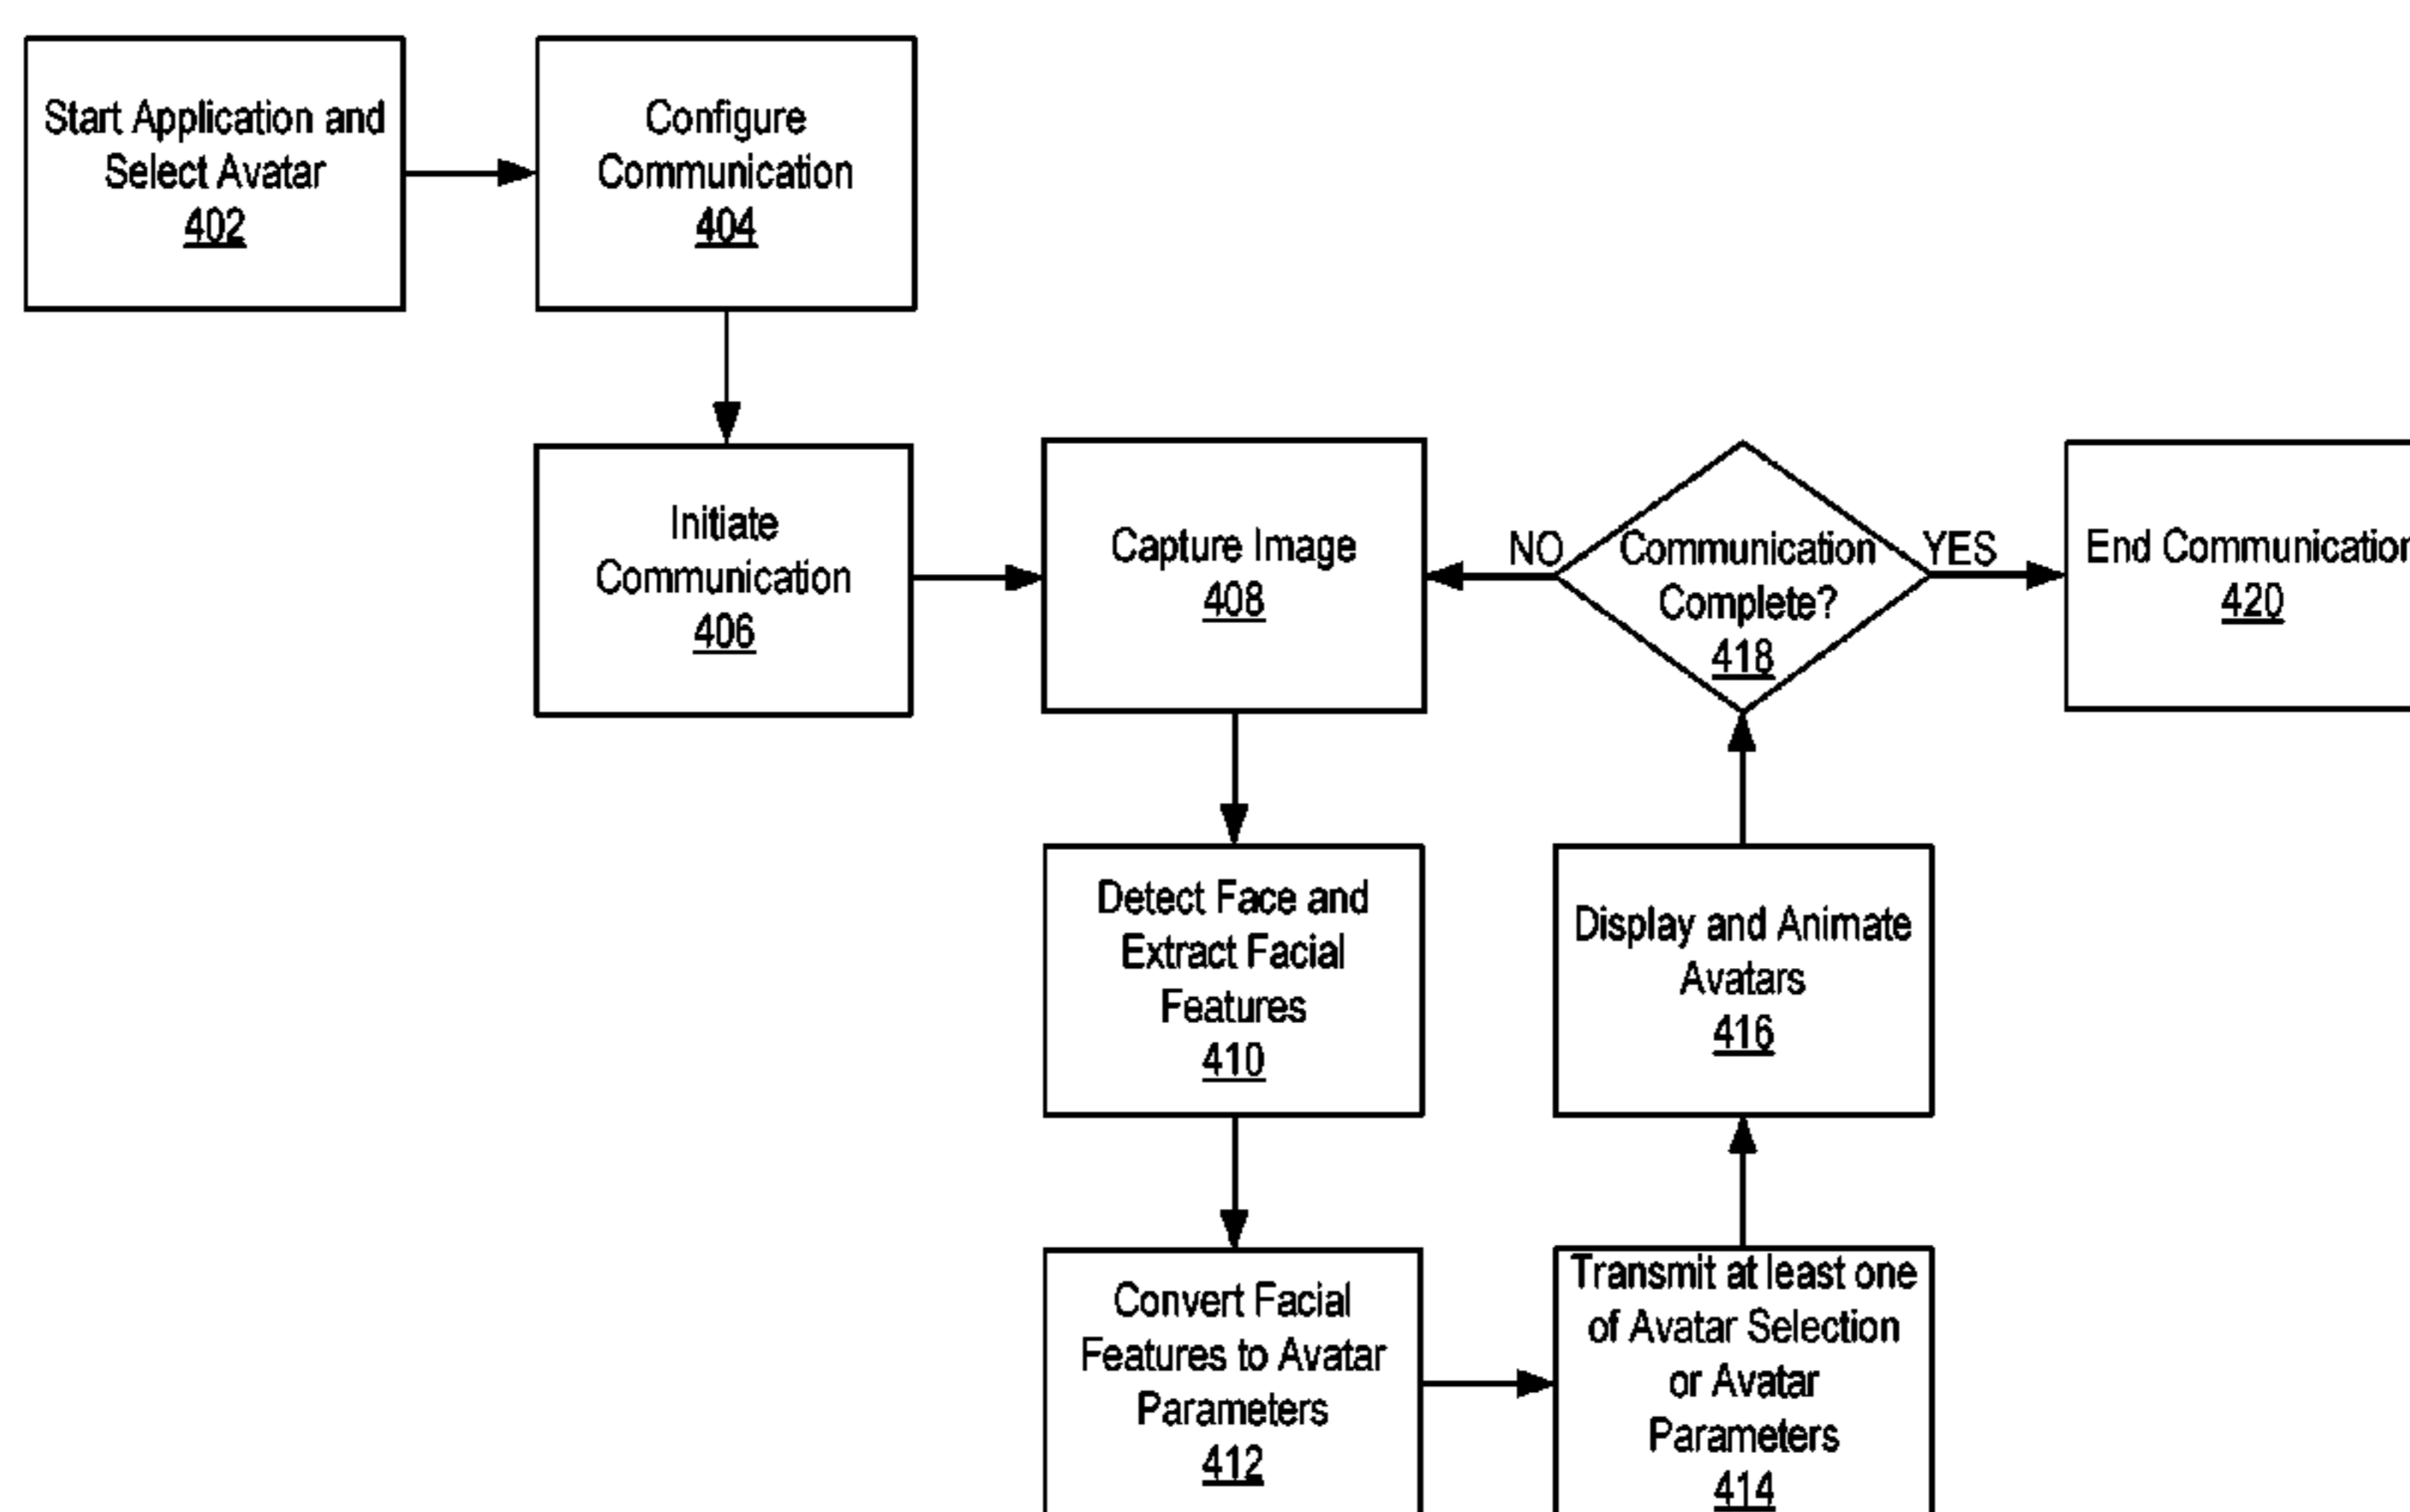 Start Application and
Select Avatar
402
Configure
Communication
404
Initiate
Communication
406
Capture Image
408
NO
Communication
Complete?
418
YES
End Communication
420
Detect Face and
Extract Facial
Features
410
Display and Animate
Avatars
416
Convert Facial
Features to Avatar
Parameters
412
Transmit at least one
of Avatar Selection
or Avatar
Parameters
414